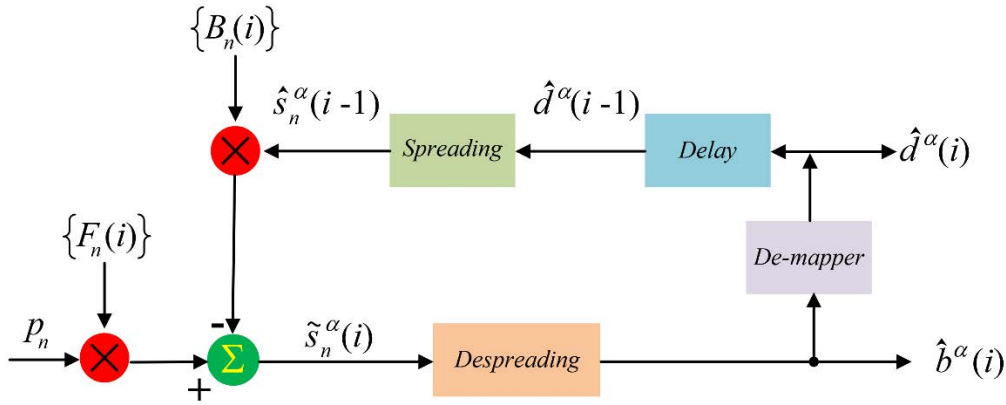 {B_n(i)}
ŝ_n^α(i-1)
d̂^α(i-1)
×
Spreading
Delay
d̂^α(i)
{F_n(i)}
De-mapper
-
p_n
s̃_n^α(i)
×
Σ
Despreading
b̂^α(i)
+